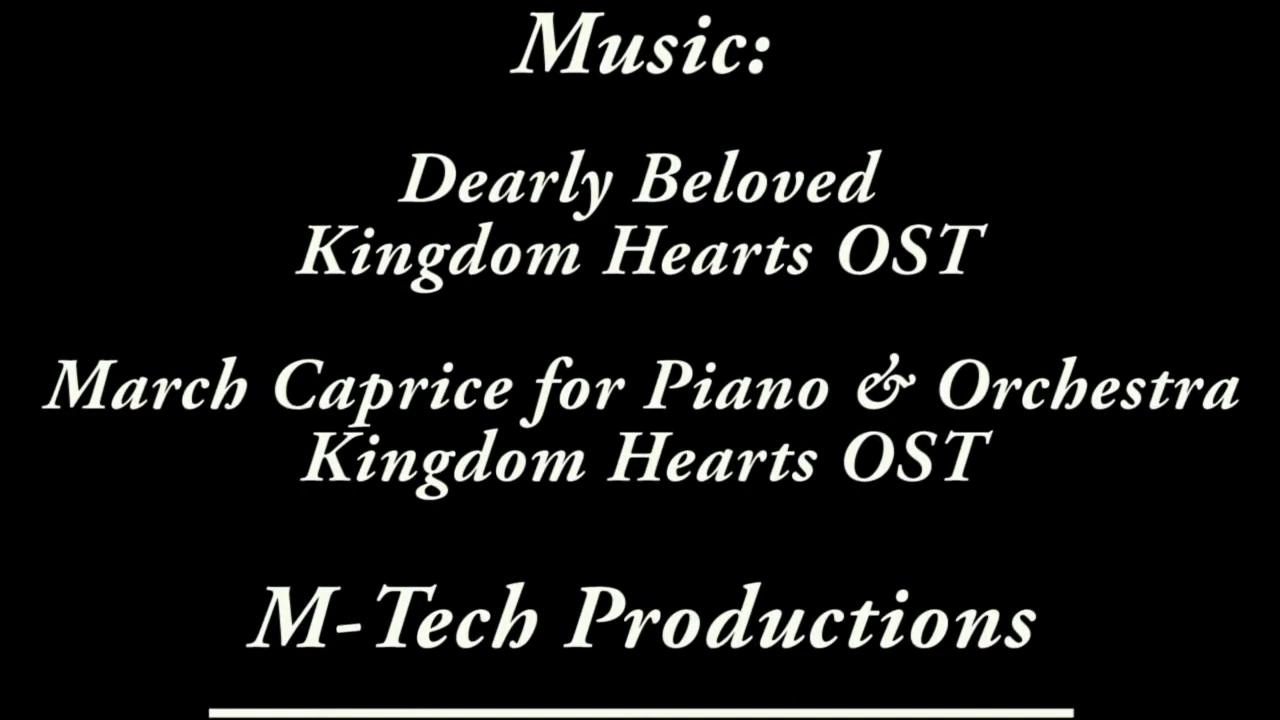 Music:
Dearly Beloved
Kingdom Hearts OST
March Caprice for Piano & Orchestra
Kingdom Hearts OST
M-Tech Productions